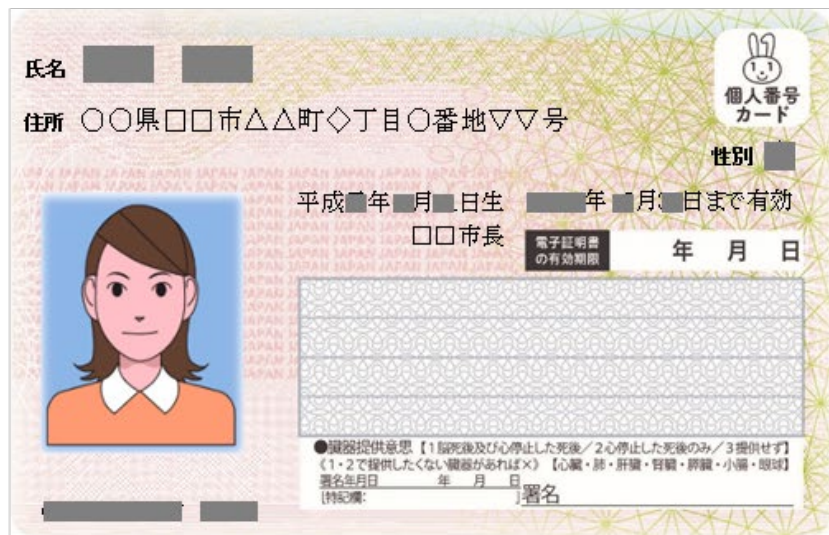 氏名
個人番号
カード
住所 〇〇県□□市△△町◇丁目〇番地▽▽号
性別
平成 年 月 日生 年 月 日まで有効
□□市長
電子証明書
の有効期限
年 月 日
●臓器提供意思【1脳死後及び心停止した死後/2心停止した死後のみ/3提供せず】
《1・2で提供したくない臓器があれば×》【心臓・肺・肝臓・腎臓・膵臓・小腸・眼球】
署名年月日 年 月 日
[特記欄: ]署名